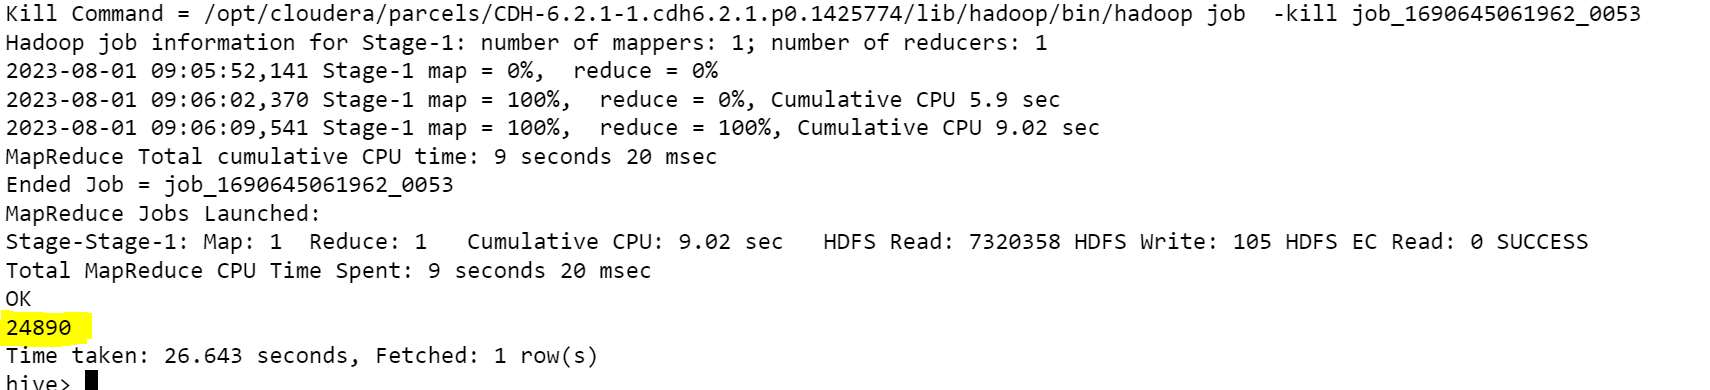 Kill Command = /opt/cloudera/parcels/CDH-6.2.1-1.cdh6.2.1.p0.1425774/lib/hadoop/bin/hadoop job  -kill job_1690645061962_0053
Hadoop job information for Stage-1: number of mappers: 1; number of reducers: 1
2023-08-01 09:05:52,141 Stage-1 map = 0%,  reduce = 0%
2023-08-01 09:06:02,370 Stage-1 map = 100%,  reduce = 0%, Cumulative CPU 5.9 sec
2023-08-01 09:06:09,541 Stage-1 map = 100%,  reduce = 100%, Cumulative CPU 9.02 sec
MapReduce Total cumulative CPU time: 9 seconds 20 msec
Ended Job = job_1690645061962_0053
MapReduce Jobs Launched:
Stage-Stage-1: Map: 1  Reduce: 1   Cumulative CPU: 9.02 sec   HDFS Read: 7320358 HDFS Write: 105 HDFS EC Read: 0 SUCCESS
Total MapReduce CPU Time Spent: 9 seconds 20 msec
OK
24890
Time taken: 26.643 seconds, Fetched: 1 row(s)
hive>